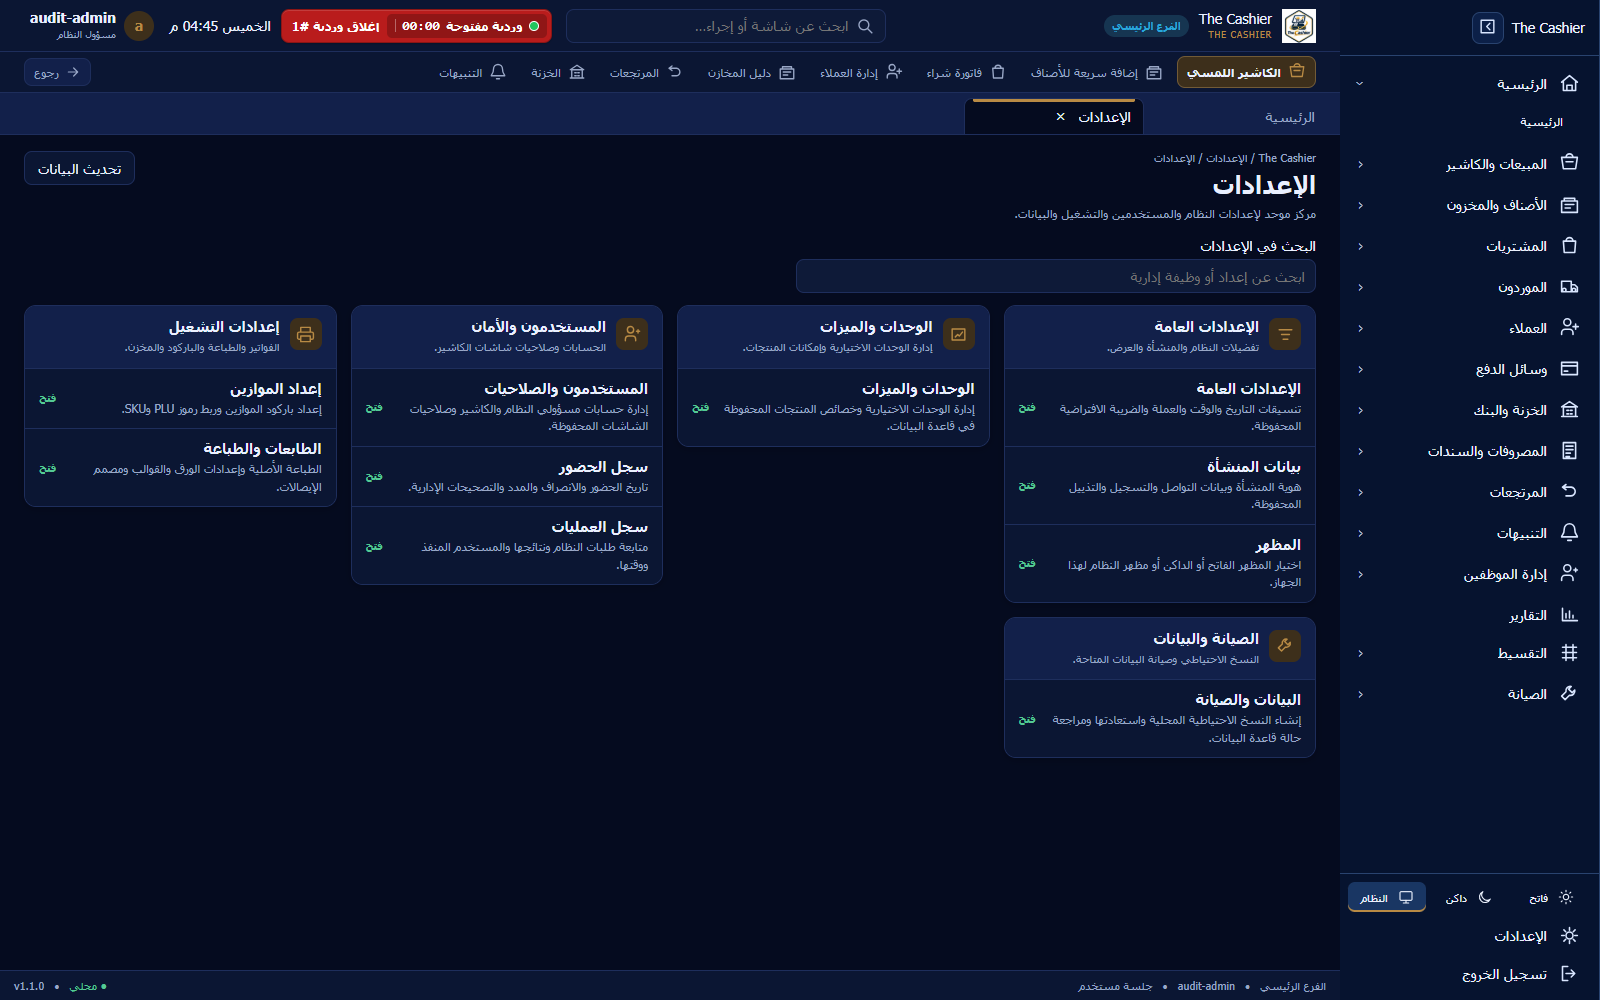 The Cashier
الرئيسية
الرئيسية
المبيعات والكاشير
الأصناف والمخزون
المشتريات
الموردون
العملاء
وسائل الدفع
الخزنة والبنك
المصروفات والسندات
المرتجعات
التنبيهات
إدارة الموظفين
التقارير
التقسيط
الصيانة
فاتح
داكن
النظام
الإعدادات
تسجيل الخروج
The Cashier
THE CASHIER
الفرع الرئيسي
ابحث عن شاشة أو إجراء...
وردية مفتوحة 00:00
إغلاق وردية #1
الخميس 04:45 م
a
audit-admin
مسؤول النظام
الكاشير اللمسي
إضافة سريعة للأصناف
فاتورة شراء
إدارة العملاء
دليل المخازن
المرتجعات
الخزنة
التنبيهات
رجوع
الرئيسية
الإعدادات ×
The Cashier / الإعدادات / الإعدادات
الإعدادات
مركز موحد لإعدادات النظام والمستخدمين والتشغيل والبيانات.
تحديث البيانات
البحث في الإعدادات
ابحث عن إعداد أو وظيفة إدارية
الإعدادات العامة
تفضيلات النظام والمنشأة والعرض.
الإعدادات العامة
تنسيقات التاريخ والوقت والعملة والضريبة الافتراضية
المحفوظة.
فتح
بيانات المنشأة
هوية المنشأة وبيانات التواصل والتسجيل والتذييل
المحفوظة.
فتح
المظهر
اختيار المظهر الفاتح أو الداكن أو مظهر النظام لهذا
الجهاز.
فتح
الوحدات والميزات
إدارة الوحدات الاختيارية وإمكانات المنتجات.
الوحدات والميزات
إدارة الوحدات الاختيارية وخصائص المنتجات المحفوظة
في قاعدة البيانات.
فتح
المستخدمون والأمان
الحسابات وصلاحيات شاشات الكاشير.
المستخدمون والصلاحيات
إدارة حسابات مسؤولي النظام والكاشير وصلاحيات
الشاشات المحفوظة.
فتح
سجل الحضور
تاريخ الحضور والانصراف والمدد والتصحيحات الإدارية.
فتح
سجل العمليات
متابعة طلبات النظام ونتائجها والمستخدم المنفذ
ووقتها.
فتح
إعدادات التشغيل
الفواتير والطباعة والباركود والمخزن.
إعداد الموازين
إعداد باركود الموازين وربط رموز PLU وSKU.
فتح
الطابعات والطباعة
الطباعة الأصلية وإعدادات الورق والقوالب ومصمم
الإيصالات.
فتح
الصيانة والبيانات
النسخ الاحتياطي وصيانة البيانات المتاحة.
البيانات والصيانة
إنشاء النسخ الاحتياطية المحلية واستعادتها ومراجعة
حالة قاعدة البيانات.
فتح
الفرع الرئيسي • audit-admin • جلسة مستخدم
● محلي • v1.1.0